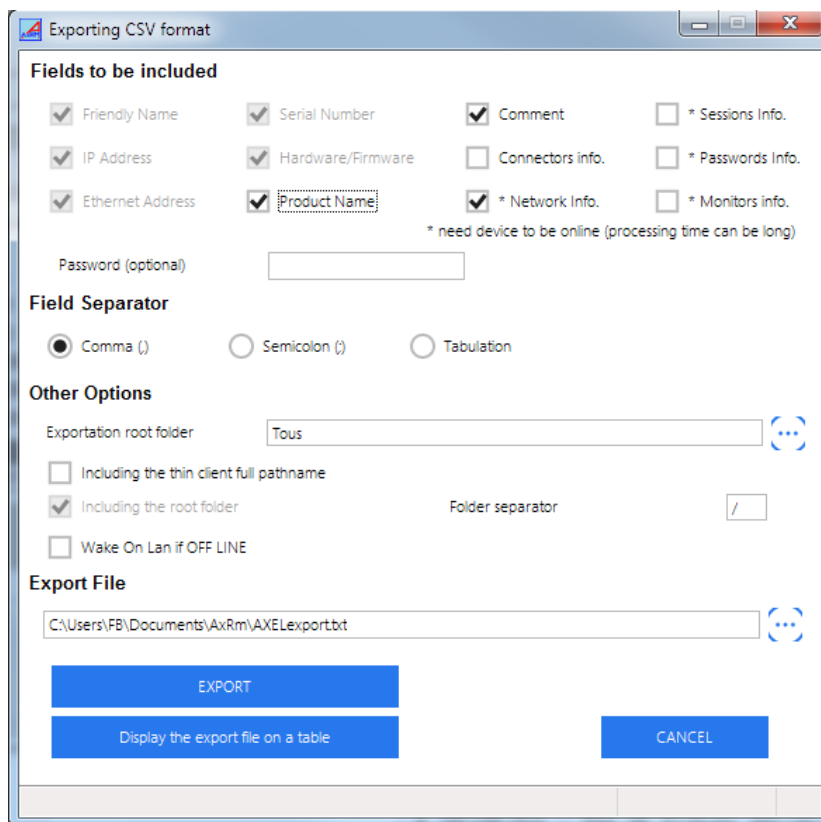 Exporting CSV format
Fields to be included
Friendly Name Serial Number Comment * Sessions Info.
IP Address Hardware/Firmware Connectors info. * Passwords Info.
Ethernet Address Product Name * Network Info. * Monitors info.
* need device to be online (processing time can be long)
Password (optional)
Field Separator
Comma (,) Semicolon (;) Tabulation
Other Options
Exportation root folder Tous
Including the thin client full pathname
Including the root folder Folder separator /
Wake On Lan if OFF LINE
Export File
C:\Users\FB\Documents\AxRm\AXELexport.txt
EXPORT
Display the export file on a table CANCEL